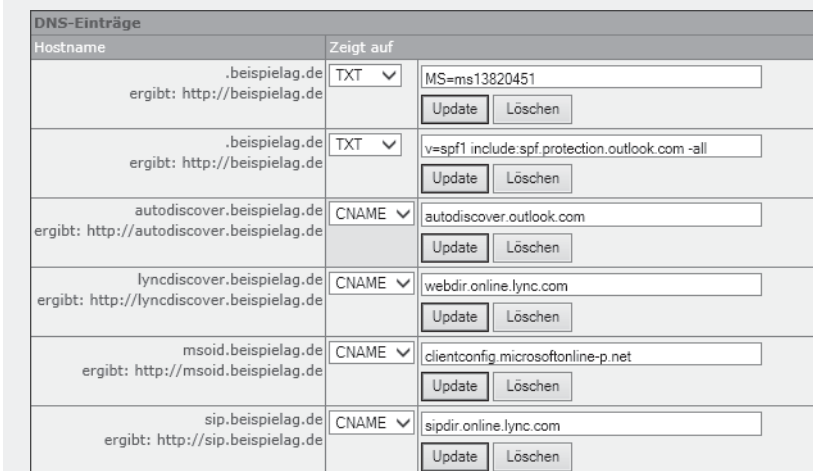 DNS-Einträge
Hostname Zeigt auf
.beispielag.de TXT MS=ms13820451
ergibt: http://beispielag.de
Update Löschen
.beispielag.de TXT v=spf1 include:spf.protection.outlook.com -all
ergibt: http://beispielag.de
Update Löschen
autodiscover.beispielag.de CNAME autodiscover.outlook.com
ergibt: http://autodiscover.beispielag.de
Update Löschen
lyncdiscover.beispielag.de CNAME webdir.online.lync.com
ergibt: http://lyncdiscover.beispielag.de
Update Löschen
msoid.beispielag.de CNAME clientconfig.microsoftonline-p.net
ergibt: http://msoid.beispielag.de
Update Löschen
sip.beispielag.de CNAME sipdir.online.lync.com
ergibt: http://sip.beispielag.de
Update Löschen